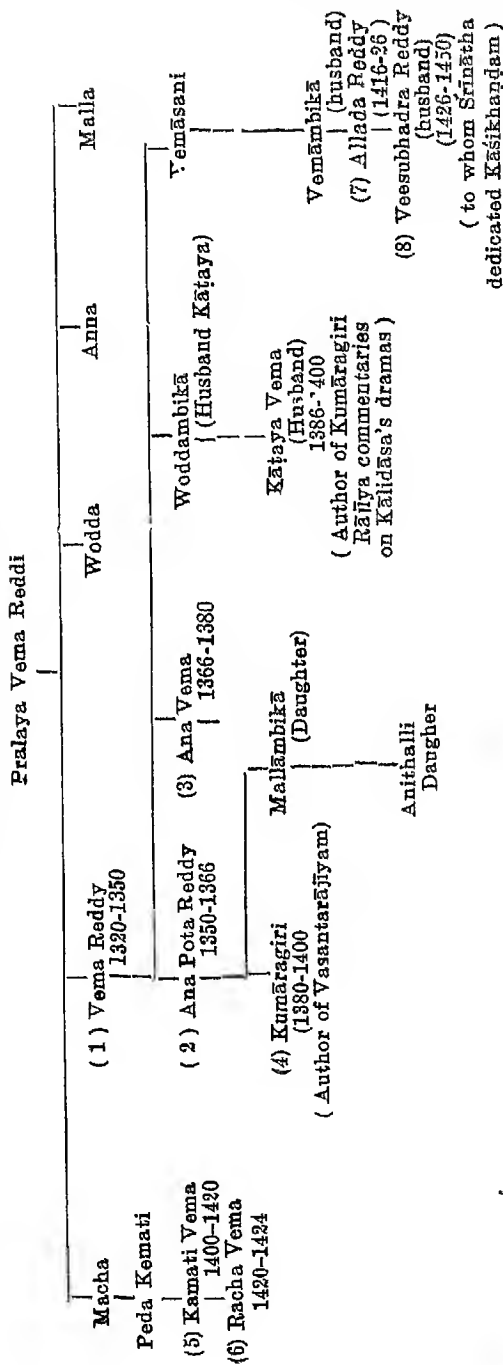 Pralaya Vema Reddi
Macha
(1) Vema Reddy
1320-1350
Wodda
Anna
Malla
Peda Komati
(2) Ana Pota Reddy
1350-1366
(3) Ana Vema
1366-1380
Woddambikā
(Husband Kāṭaya)
Vemāsani
(5) Kamati Vema
1400-1420
(6) Racha Vema
1420-1424
(4) Kumāragiri
(1380-1400
( Author of Vasantarājīyam )
Mallāmbikā
(Daughter)
Kāṭaya Vema
(Husband)
1386-'400
( Author of Kumāragiri
Rājīya commentaries
on Kālidāsa's dramas )
Vemāmbikā
(husband)
(7) Allada Reddy
(1416-26 )
(8) Veesubhadra Reddy
(husband)
(1426-1450)
( to whom Śrīnātha
dedicated Kāśikhaṇḍam )
Anithalli
Daugher